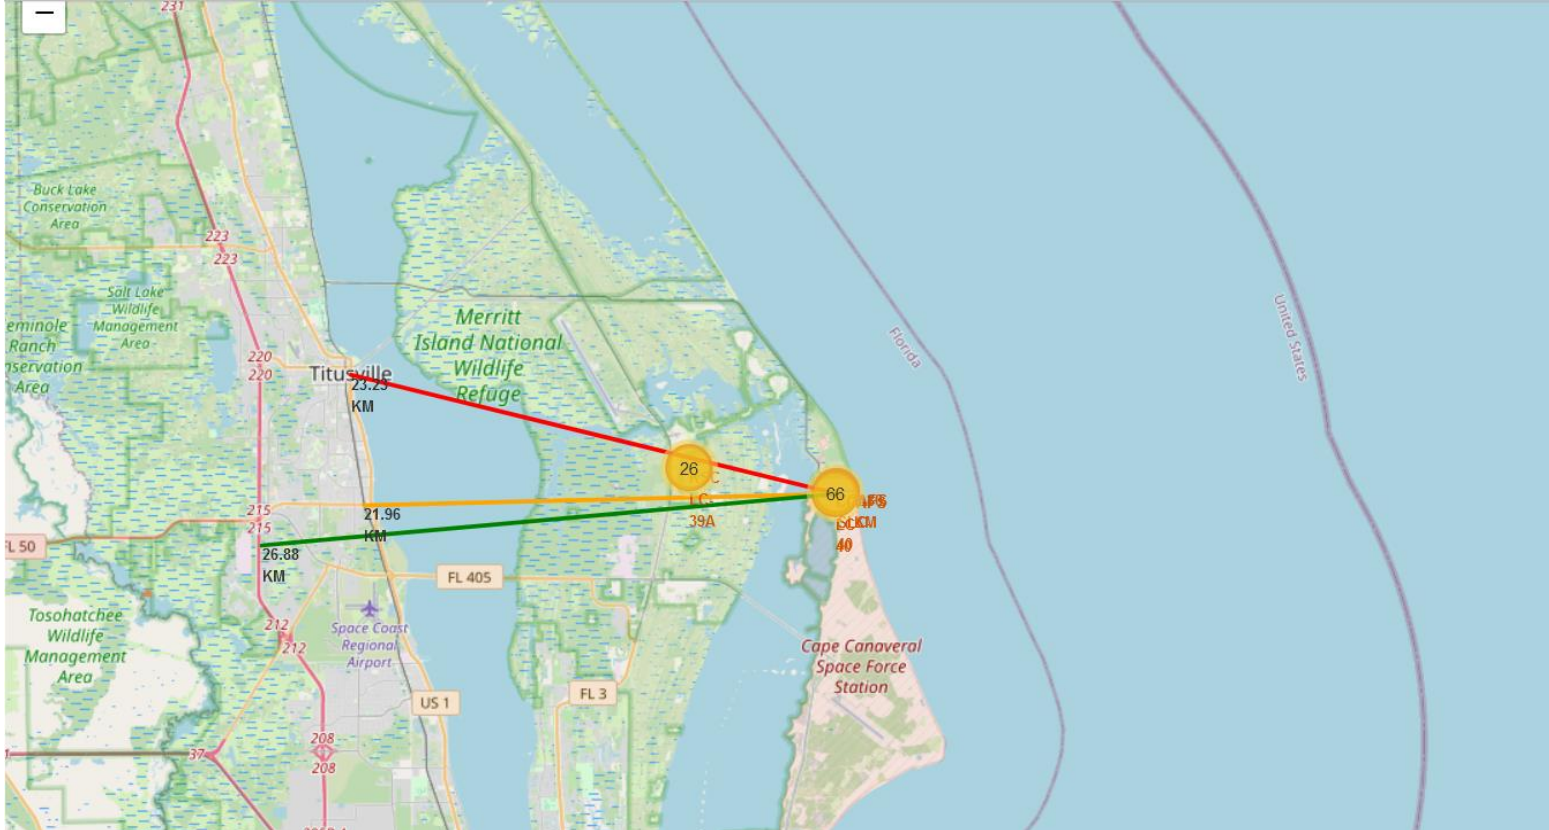 −
231
Buck Lake
Conservation
Area
223
223
Salt Lake
Wildlife
Management
Area
eminole
Ranch
nservation
Area
220
220
Titusville
23.23
KM
Merritt
Island National
Wildlife
Refuge
Florida
United States
26
LC-
39A
66
KM
40
215
215
21.96
KM
FL 50
26.88
KM
FL 405
Tosohatchee
Wildlife
Management
Area
212
212
Space Coast
Regional
Airport
Cape Canaveral
Space Force
Station
FL 3
US 1
208
208
37